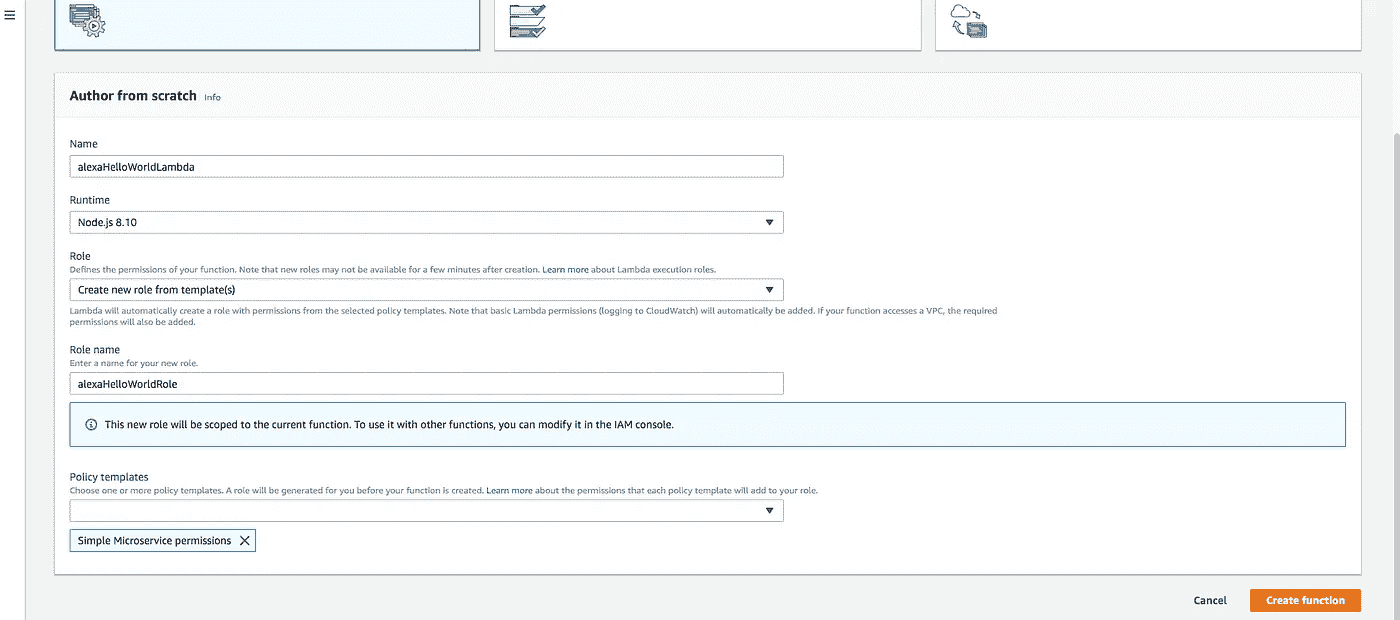 Author from scratch Info
Name
alexaHelloWorldLambda
Runtime
Node.js 8.10
Role
Defines the permissions of your function. Note that new roles may not be available for a few minutes after creation. Learn more about Lambda execution roles.
Create new role from template(s)
Lambda will automatically create a role with permissions from the selected policy templates. Note that basic Lambda permissions (logging to CloudWatch) will automatically be added. If your function accesses a VPC, the required
permissions will also be added.
Role name
Enter a name for your new role.
alexaHelloWorldRole
This new role will be scoped to the current function. To use it with other functions, you can modify it in the IAM console.
Policy templates
Choose one or more policy templates. A role will be generated for you before your function is created. Learn more about the permissions that each policy template will add to your role.
Simple Microservice permissions
Cancel Create function